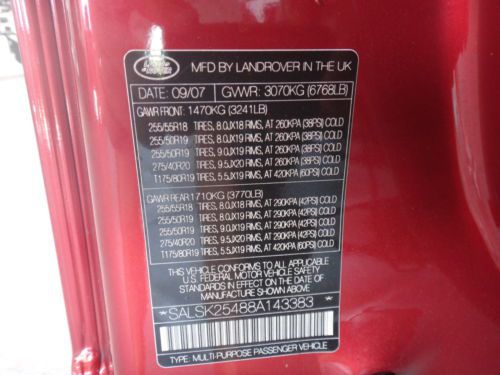 LAND ROVER
MFD BY LANDROVER IN THE UK
DATE: 09/07 GVWR: 3070KG (6768LB)
GAWR FRONT: 1470KG (3241LB)
255/55R18 TIRES, 8.0JX18 RIMS, AT 260KPA (38PSI) COLD
255/50R19 TIRES, 8.0JX19 RIMS, AT 260KPA (38PSI) COLD
255/50R19 TIRES, 9.0JX19 RIMS, AT 260KPA (38PSI) COLD
275/40R20 TIRES, 9.5JX20 RIMS, AT 260KPA (38PSI) COLD
T175/80R19 TIRES, 5.5JX19 RIMS, AT 420KPA (60PSI) COLD
GAWR REAR: 1710KG (3770LB)
255/55R18 TIRES, 8.0JX18 RIMS, AT 290KPA (42PSI) COLD
255/50R19 TIRES, 8.0JX19 RIMS, AT 290KPA (42PSI) COLD
255/50R19 TIRES, 9.0JX19 RIMS, AT 290KPA (42PSI) COLD
275/40R20 TIRES, 9.5JX20 RIMS, AT 290KPA (42PSI) COLD
T175/80R19 TIRES, 5.5JX19 RIMS, AT 420KPA (60PSI) COLD
THIS VEHICLE CONFORMS TO ALL APPLICABLE
U.S. FEDERAL MOTOR VEHICLE SAFETY
STANDARDS IN EFFECT ON THE DATE OF
MANUFACTURE SHOWN ABOVE.
*SALSK25488A143383*
TYPE: MULTI-PURPOSE PASSENGER VEHICLE